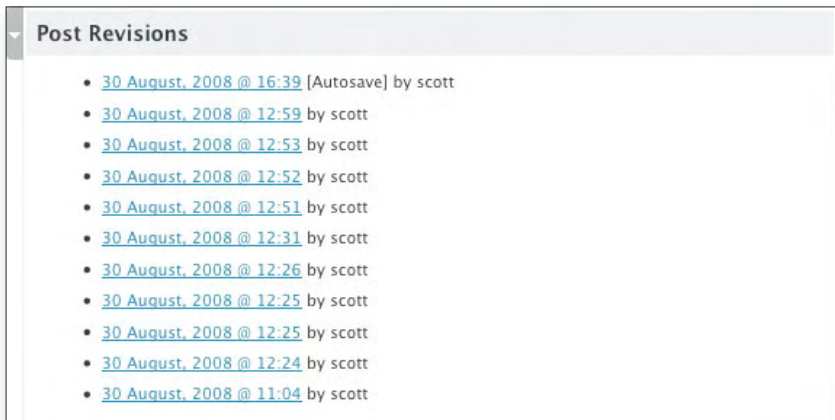 Post Revisions
• 30 August, 2008 @ 16:39 [Autosave] by scott
• 30 August, 2008 @ 12:59 by scott
• 30 August, 2008 @ 12:53 by scott
• 30 August, 2008 @ 12:52 by scott
• 30 August, 2008 @ 12:51 by scott
• 30 August, 2008 @ 12:31 by scott
• 30 August, 2008 @ 12:26 by scott
• 30 August, 2008 @ 12:25 by scott
• 30 August, 2008 @ 12:25 by scott
• 30 August, 2008 @ 12:24 by scott
• 30 August, 2008 @ 11:04 by scott